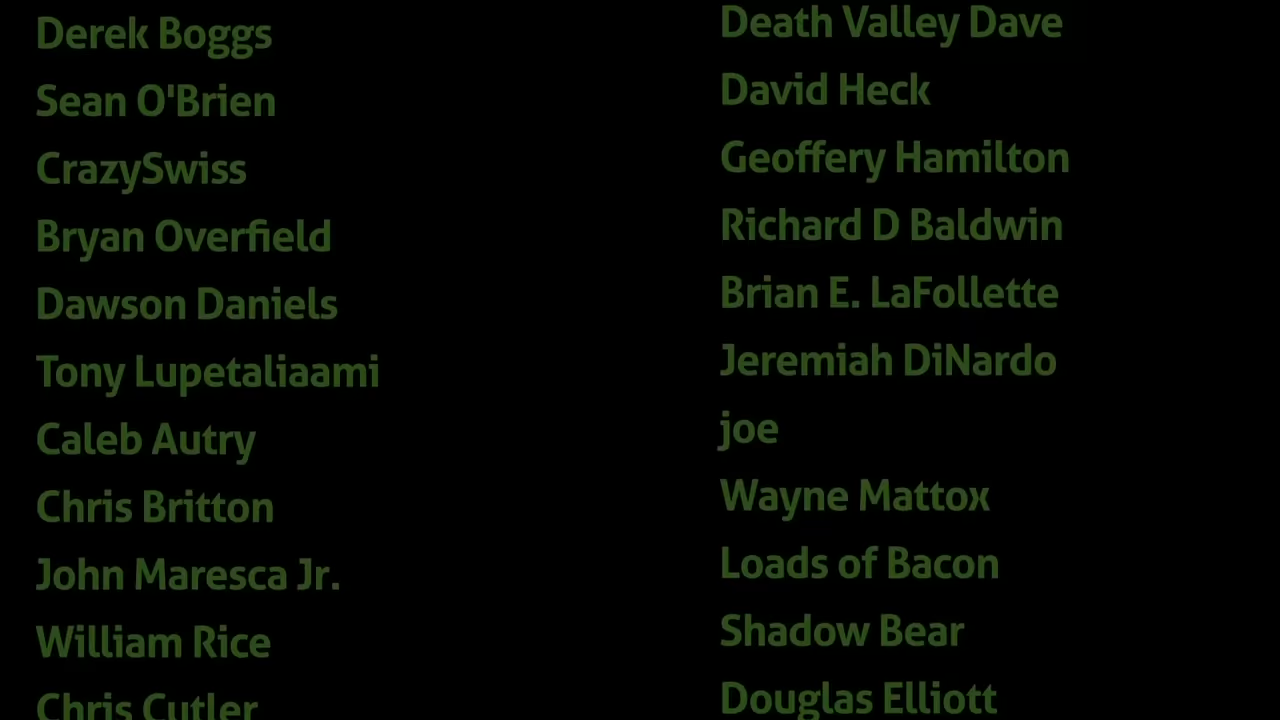 Derek Boggs
Sean O'Brien
CrazySwiss
Bryan Overfield
Dawson Daniels
Tony Lupetaliaami
Caleb Autry
Chris Britton
John Maresca Jr.
William Rice
Chris Cutler
Death Valley Dave
David Heck
Geoffery Hamilton
Richard D Baldwin
Brian E. LaFollette
Jeremiah DiNardo
joe
Wayne Mattox
Loads of Bacon
Shadow Bear
Douglas Elliott